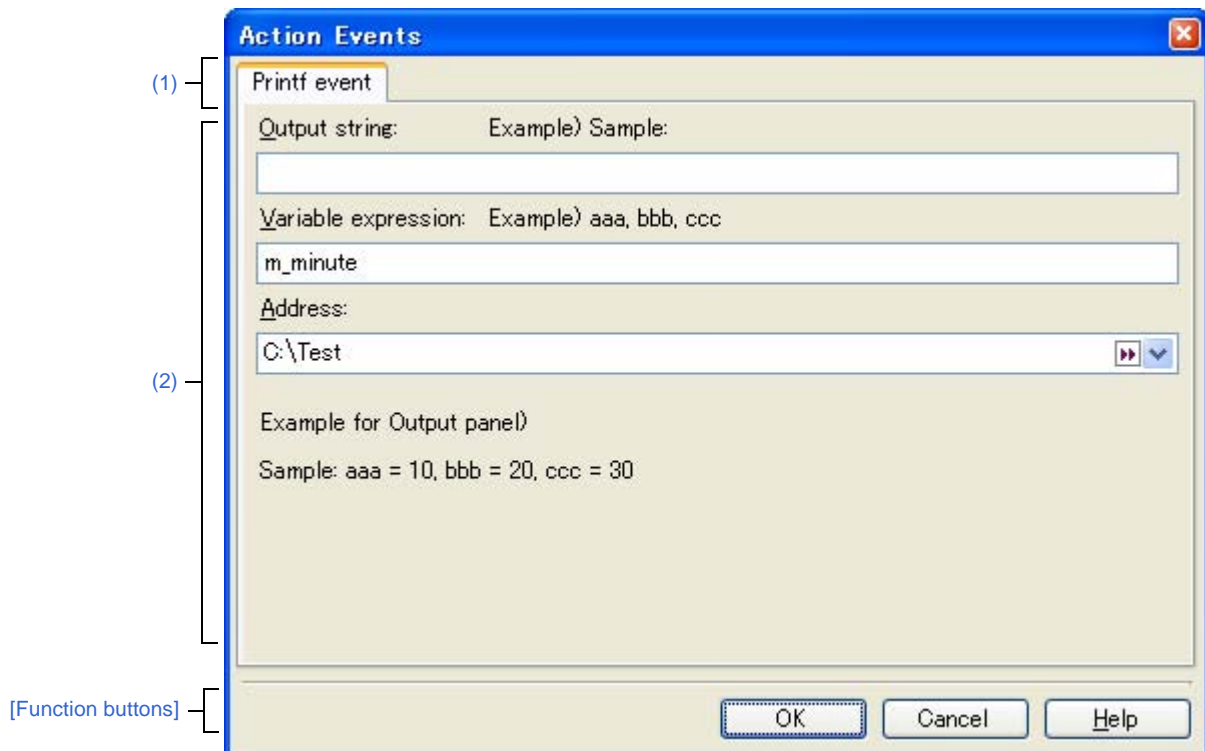 Action Events
(1)
Printf event
Output string: Example) Sample:
Variable expression: Example) aaa, bbb, ccc
m_minute
Address:
C:\Test
(2)
Example for Output panel)
Sample: aaa = 10, bbb = 20, ccc = 30
[Function buttons]
OK Cancel Help